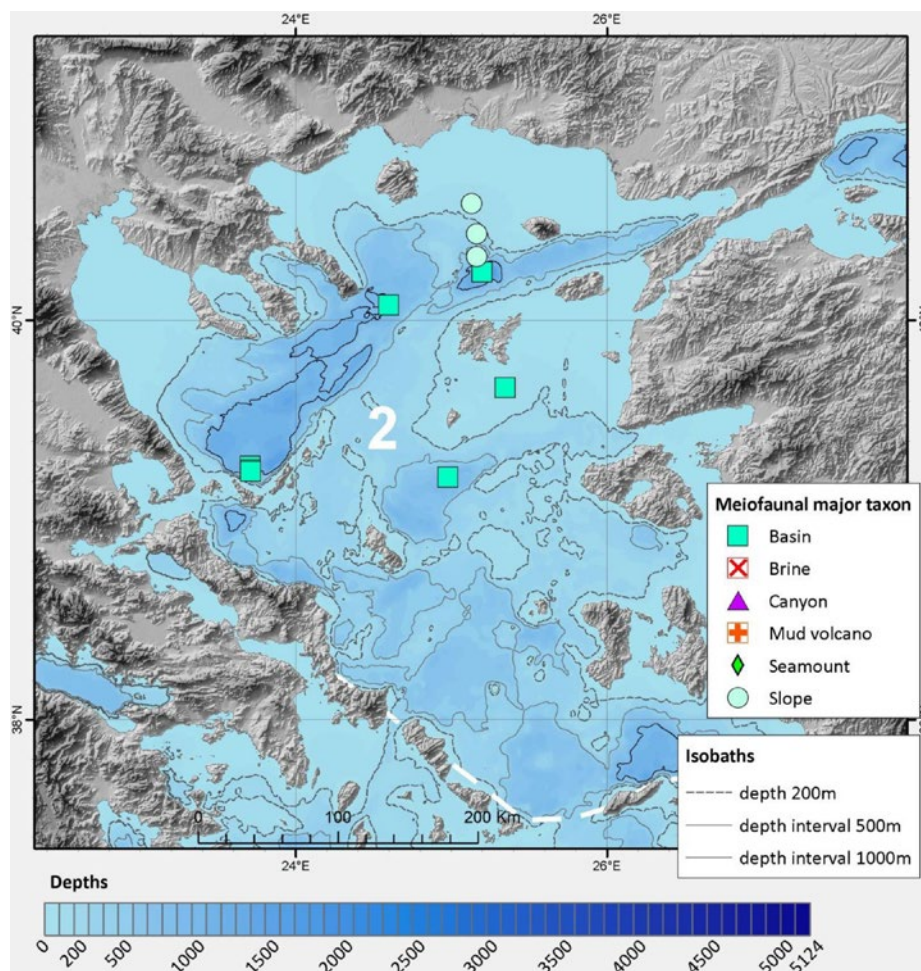 24°E 26°E
40°N
2
Meiofaunal major taxon
Basin
Brine
Canyon
Mud volcano
Seamount
Slope
38°N
Isobaths
depth 200m
depth interval 500m
depth interval 1000m
0 100 200 Km
24°E 26°E
Depths
0 200 500 1000 1500 2000 2500 3000 3500 4000 4500 5000 5124